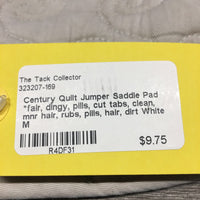 The Tack Collector
323207-169
Century Quilt Jumper Saddle Pad
*fair, dingy, pills, cut tabs, clean,
mnr hair, rubs, pills, hair, dirt White
M
$9.75
R4DF31